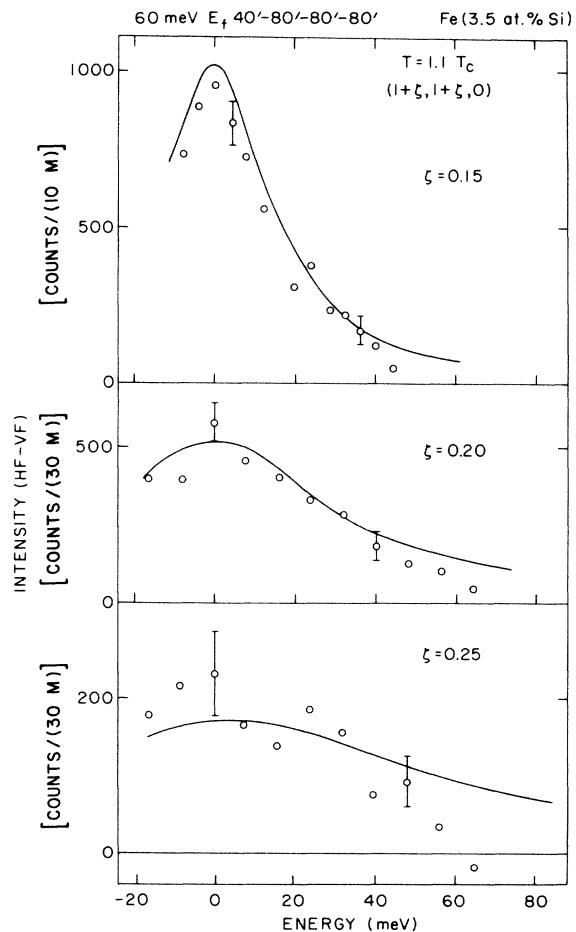 60 meV E_f 40'-80'-80'-80' Fe(3.5 at.% Si)
T = 1.1 T_C
(1+ζ, 1+ζ, 0)
ζ = 0.15
1000
500
0
[COUNTS/(10 M)]
ζ = 0.20
500
0
[COUNTS/(30 M)]
INTENSITY (HF-VF)
ζ = 0.25
200
0
[COUNTS/(30 M)]
-20 0 20 40 60 80
ENERGY (meV)